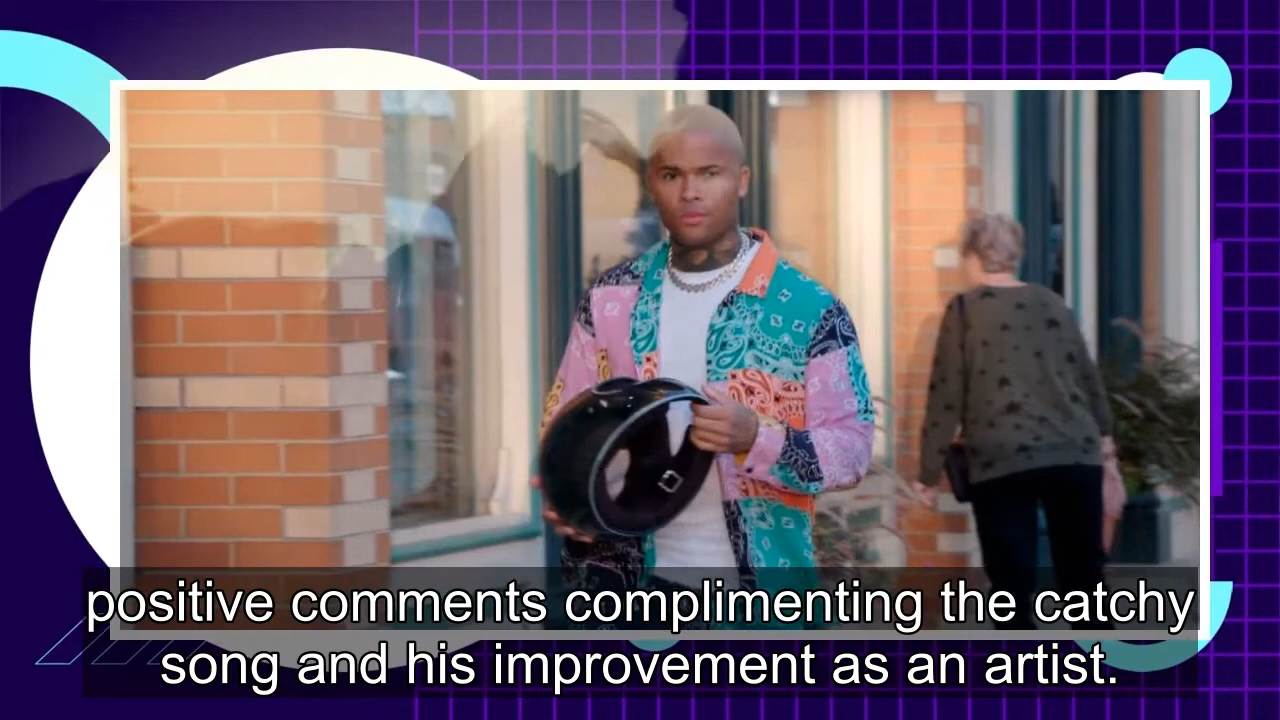 positive comments complimenting the catchy
song and his improvement as an artist.